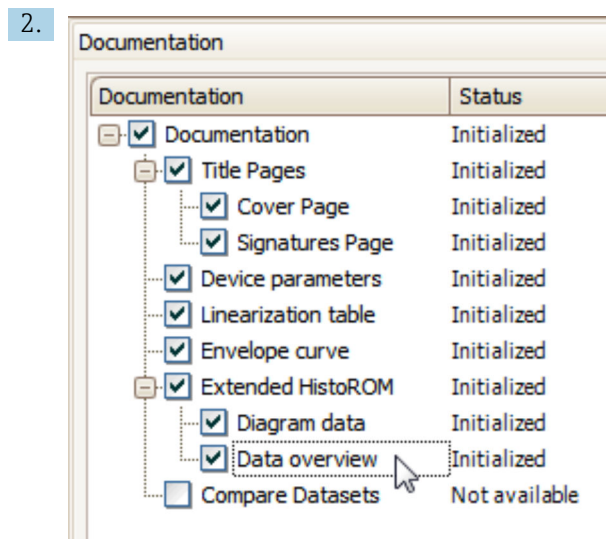 2.
Documentation
Documentation Status
Documentation Initialized
Title Pages Initialized
Cover Page Initialized
Signatures Page Initialized
Device parameters Initialized
Linearization table Initialized
Envelope curve Initialized
Extended HistoROM Initialized
Diagram data Initialized
Data overview Initialized
Compare Datasets Not available